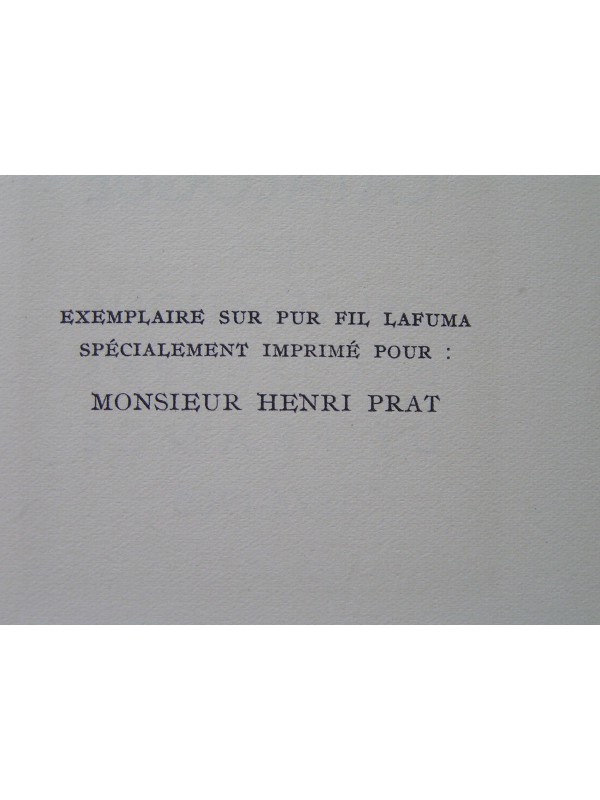 EXEMPLAIRE SUR PUR FIL LAFUMA
SPÉCIALEMENT IMPRIMÉ POUR :
MONSIEUR HENRI PRAT